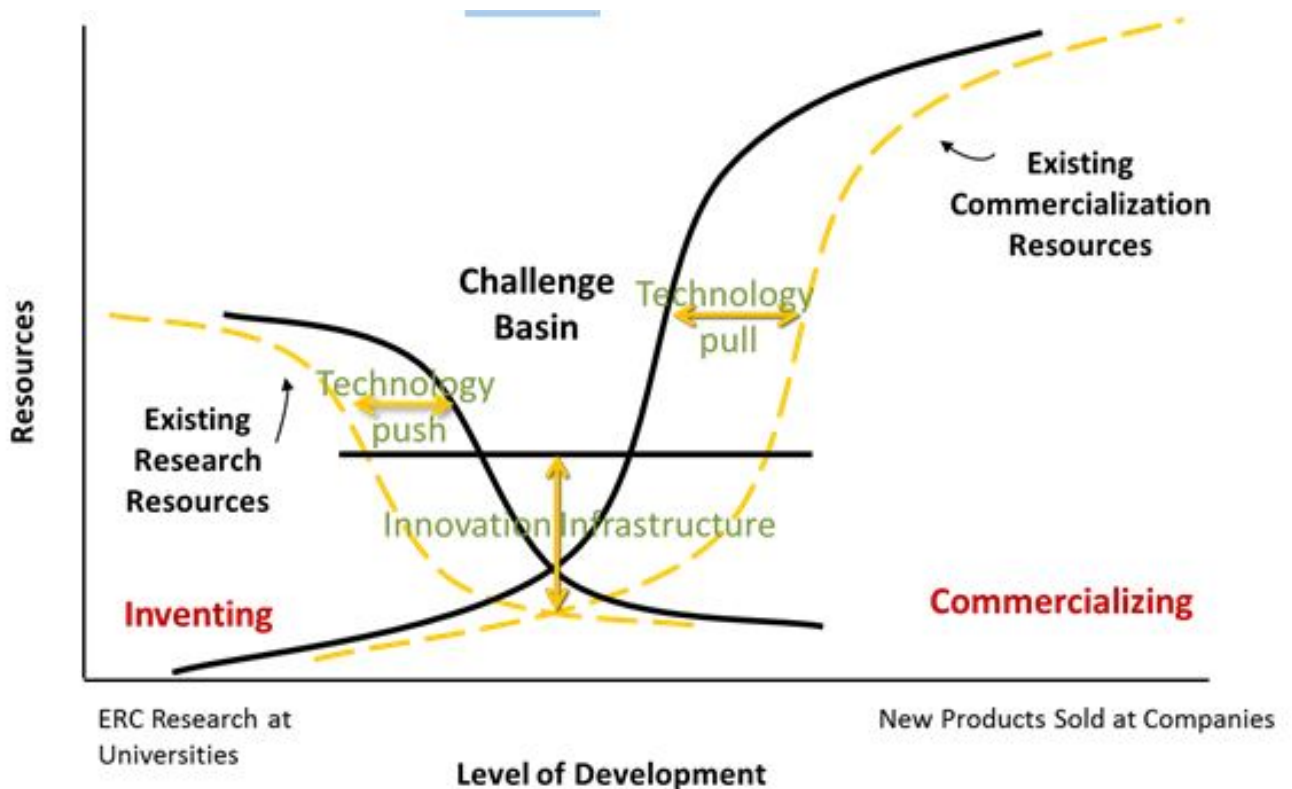 Existing
Commercialization
Resources
Challenge
Basin
Technology
pull
Resources
Technology
push
Existing
Research
Resources
Innovation Infrastructure
Inventing
Commercializing
ERC Research at
Universities
New Products Sold at Companies
Level of Development